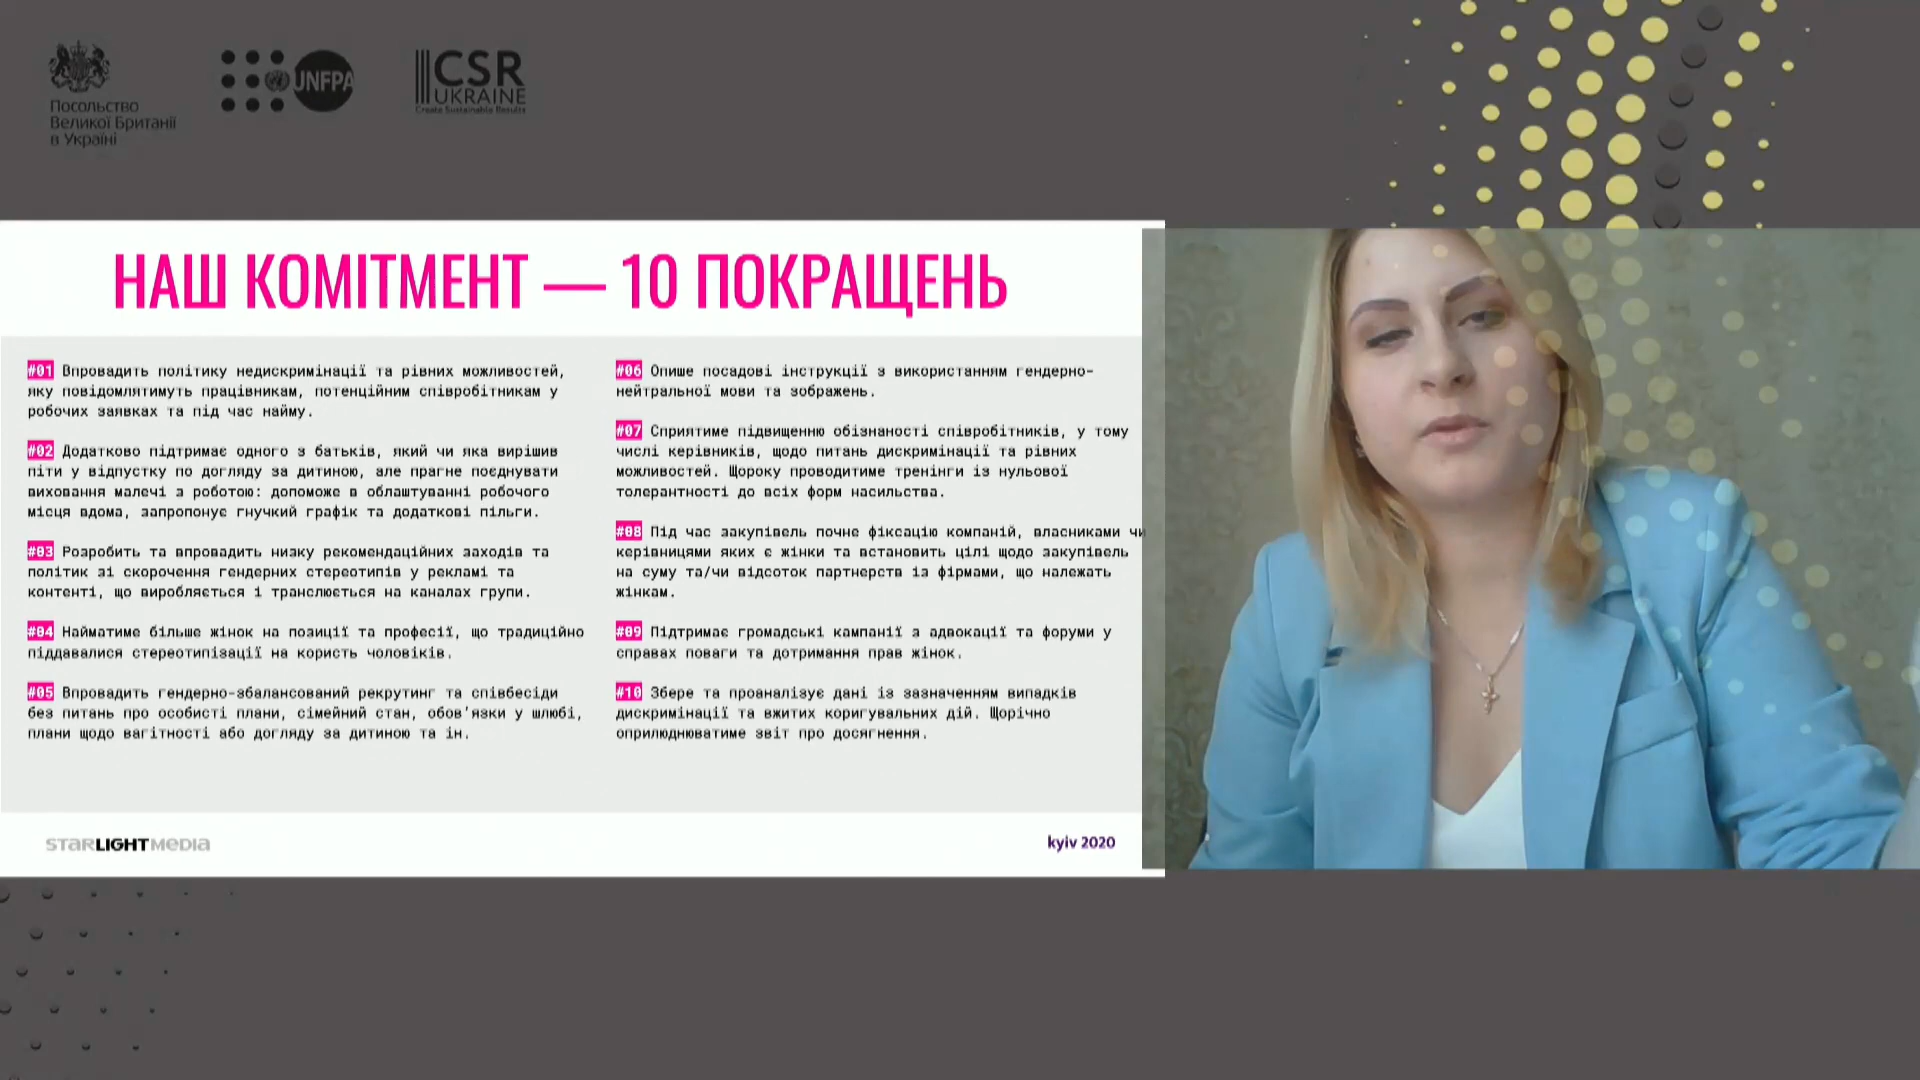 Посольство
Великої Британії
в Україні
UNFPA
CSR
UKRAINE
Create Sustainable Results
НАШ КОМІТМЕНТ — 10 ПОКРАЩЕНЬ
#01 Впровадить політику недискримінації та рівних можливостей,
яку повідомлятимуть працівникам, потенційним співробітникам у
робочих заявках та під час найму.
#02 Додатково підтримає одного з батьків, який чи яка вирішив
піти у відпустку по догляду за дитиною, але прагне поєднувати
виховання малечі з роботою: допоможе в облаштуванні робочого
місця вдома, запропонує гнучкий графік та додаткові пільги.
#03 Розробить та впровадить низку рекомендаційних заходів та
політик зі скорочення гендерних стереотипів у рекламі та
контенті, що виробляється і транслюється на каналах групи.
#04 Найматиме більше жінок на позиції та професії, що традиційно
піддавалися стереотипізації на користь чоловіків.
#05 Впровадить гендерно-збалансований рекрутинг та співбесіди
без питань про особисті плани, сімейний стан, обов'язки у шлюбі,
плани щодо вагітності або догляду за дитиною та ін.
#06 Опише посадові інструкції з використанням гендерно-
нейтральної мови та зображень.
#07 Сприятиме підвищенню обізнаності співробітників, у тому
числі керівників, щодо питань дискримінації та рівних
можливостей. Щороку проводитиме тренінги із нульової
толерантності до всіх форм насильства.
#08 Під час закупівель почне фіксацію компаній, власниками чи
керівницями яких є жінки та встановить цілі щодо закупівель
на суму та/чи відсоток партнерств із фірмами, що належать
жінкам.
#09 Підтримає громадські кампанії з адвокації та форуми у
справах поваги та дотримання прав жінок.
#10 Збере та проаналізує дані із зазначенням випадків
дискримінації та вжитих коригувальних дій. Щорічно
оприлюднюватиме звіт про досягнення.
STARLIGHTMEDIA
kyiv 2020